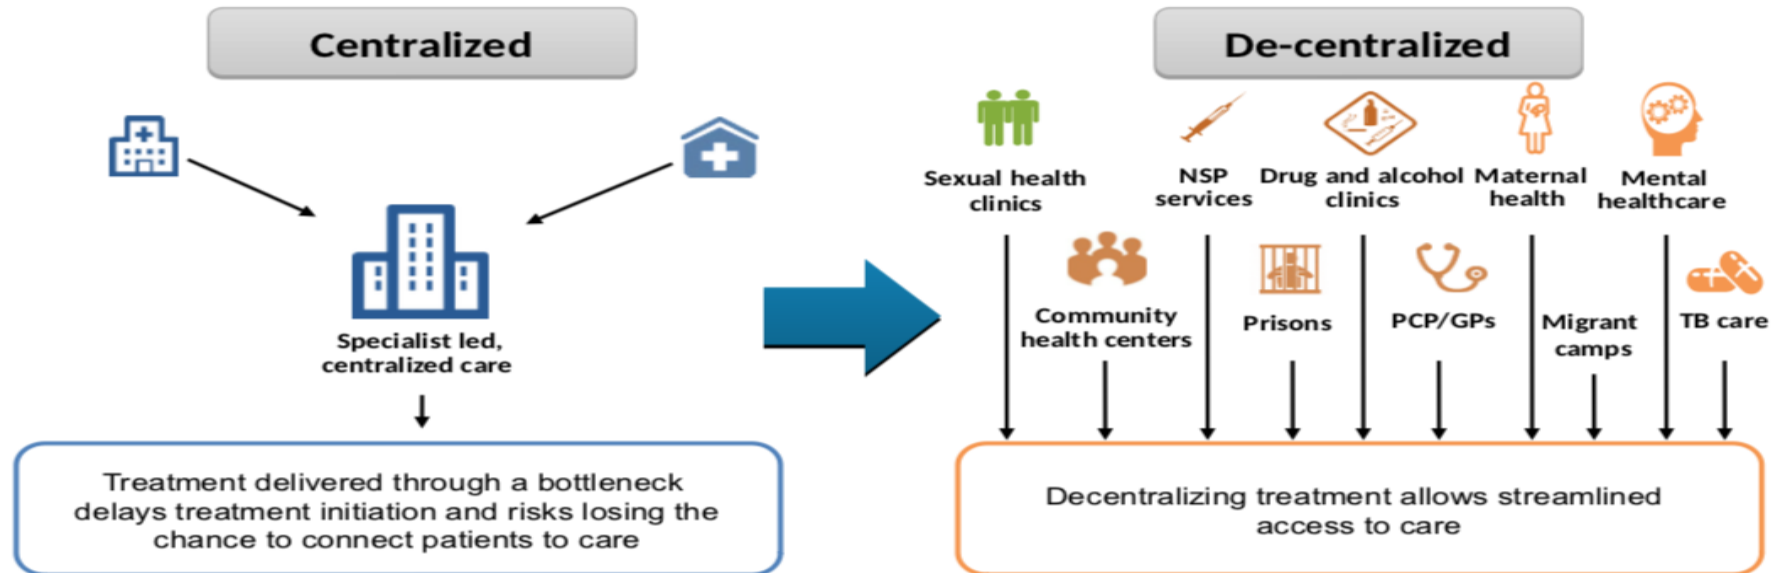 Centralized
Specialist led,
centralized care
Treatment delivered through a bottleneck
delays treatment initiation and risks losing the
chance to connect patients to care
De-centralized
Sexual health
clinics
NSP
services
Drug and alcohol
clinics
Maternal
health
Mental
healthcare
Community
health centers
Prisons
PCP/GPs
Migrant
camps
TB care
Decentralizing treatment allows streamlined
access to care